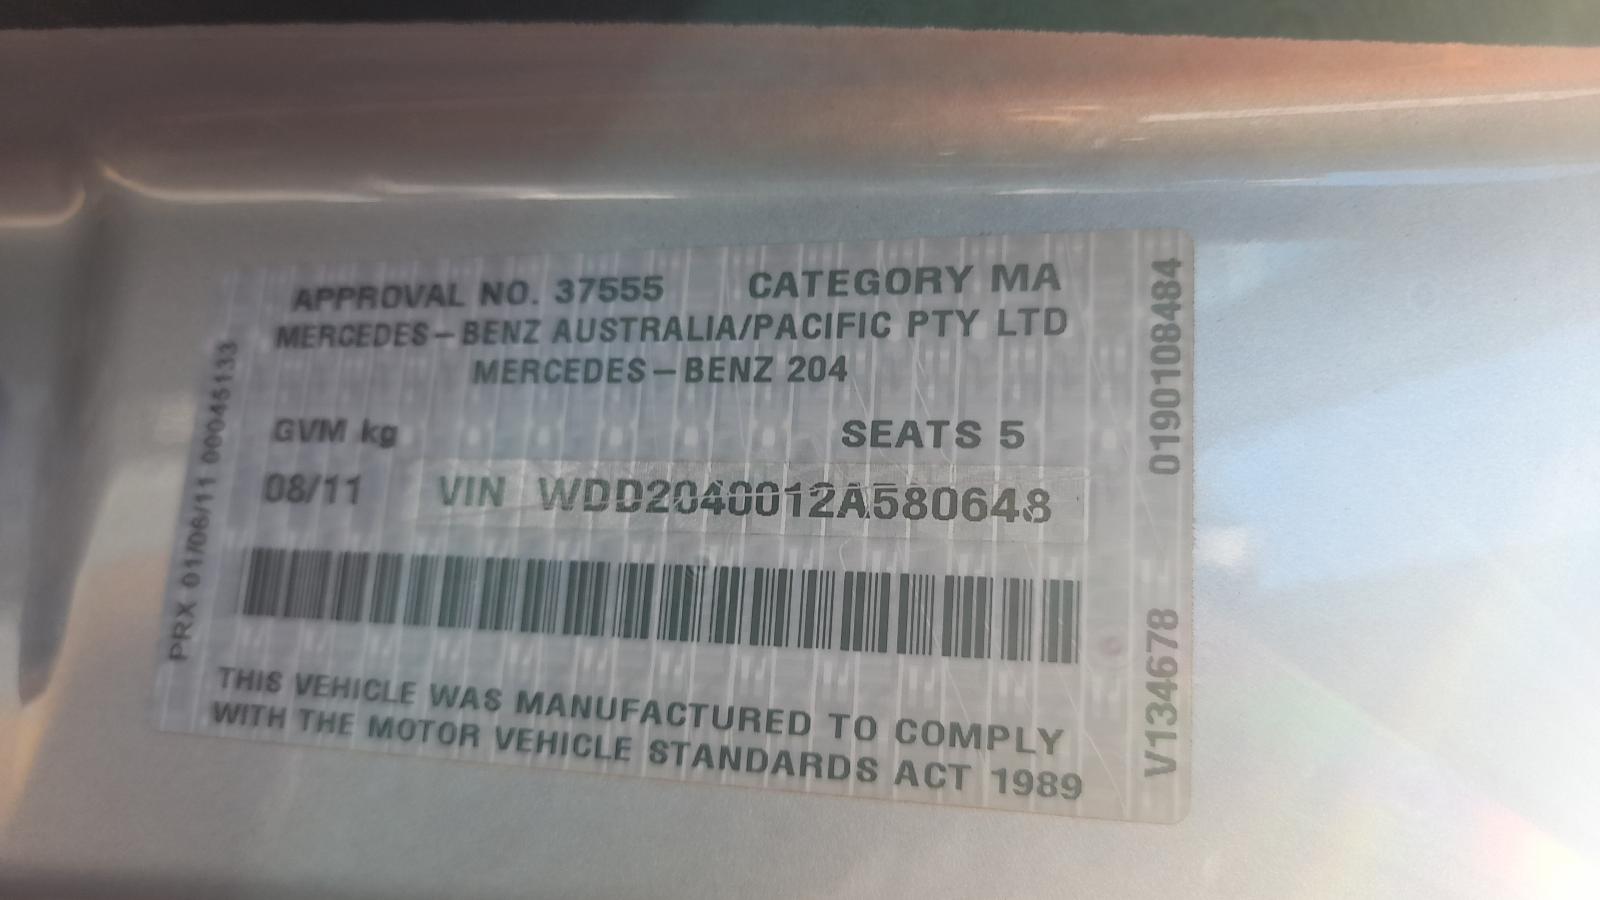 APPROVAL NO. 37555 CATEGORY MA
MERCEDES-BENZ AUSTRALIA/PACIFIC PTY LTD
MERCEDES-BENZ 204
GVM kg SEATS 5
08/11 VIN WDD2040012A580648
THIS VEHICLE WAS MANUFACTURED TO COMPLY
WITH THE MOTOR VEHICLE STANDARDS ACT 1989
PRX 01/06/11 00045133
V134678 0190108484